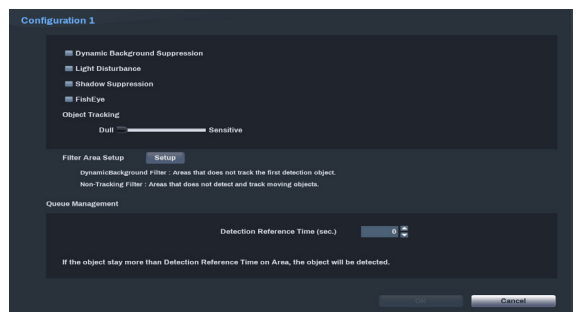 Configuration 1
Dynamic Background Suppression
Light Disturbance
Shadow Suppression
FishEye
Object Tracking
Dull Sensitive
Filter Area Setup Setup
DynamicBackground Filter : Areas that does not track the first detection object.
Non-Tracking Filter : Areas that does not detect and track moving objects.
Queue Management
Detection Reference Time (sec.) 0
If the object stay more than Detection Reference Time on Area, the object will be detected.
OK Cancel